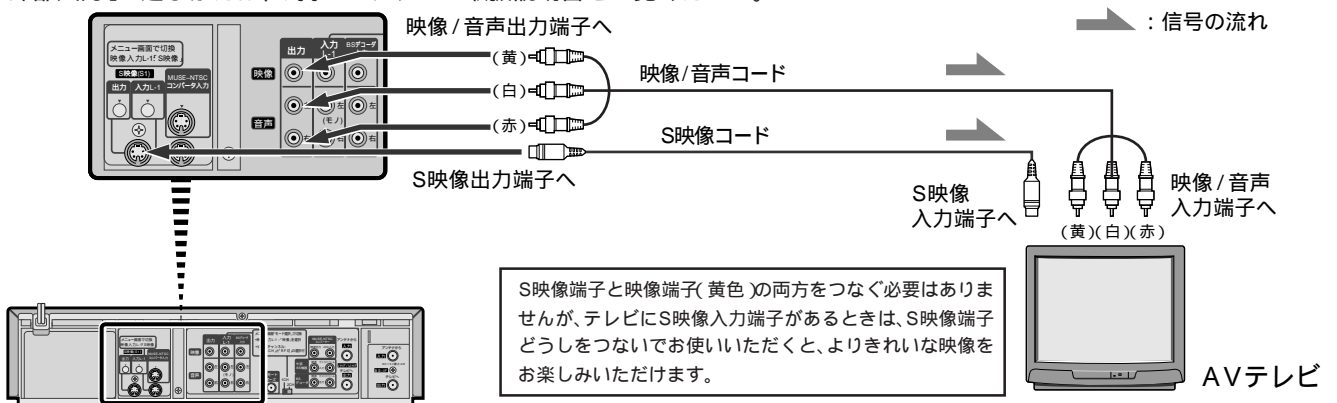 映像/音声出力端子へ
：信号の流れ
メニュー画面で切換
S映像(S1)
出力 入力L-1
MUSE-NTSC
コンバータ入力
出力
入力
L-1
BSデコーダ
映像
音声
左
左
(モノ)
右
右
右
(黄)
(白)
(赤)
映像/音声コード
S映像コード
S映像出力端子へ
S映像
入力端子へ
映像/音声
入力端子へ
(黄)(白)(赤)
S映像端子と映像端子(黄色)の両方をつなぐ必要はありま
せんが、テレビにS映像入力端子があるときは、S映像端子
どうしをつないでお使いいただくと、よりきれいな映像を
お楽しみいただけます。
AVテレビ